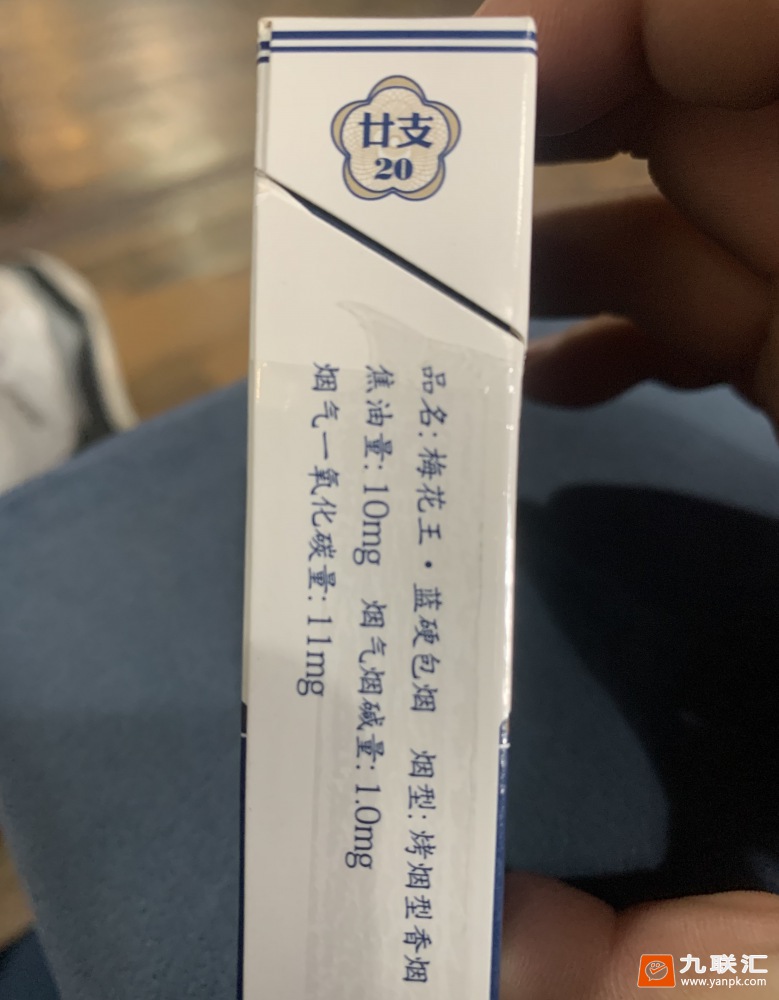 廿支
20
品名:梅花王·蓝硬包烟 烟型:烤烟型香烟
焦油量:10mg 烟气烟碱量:1.0mg
烟气一氧化碳量:11mg
九联汇
www.yanpk.com